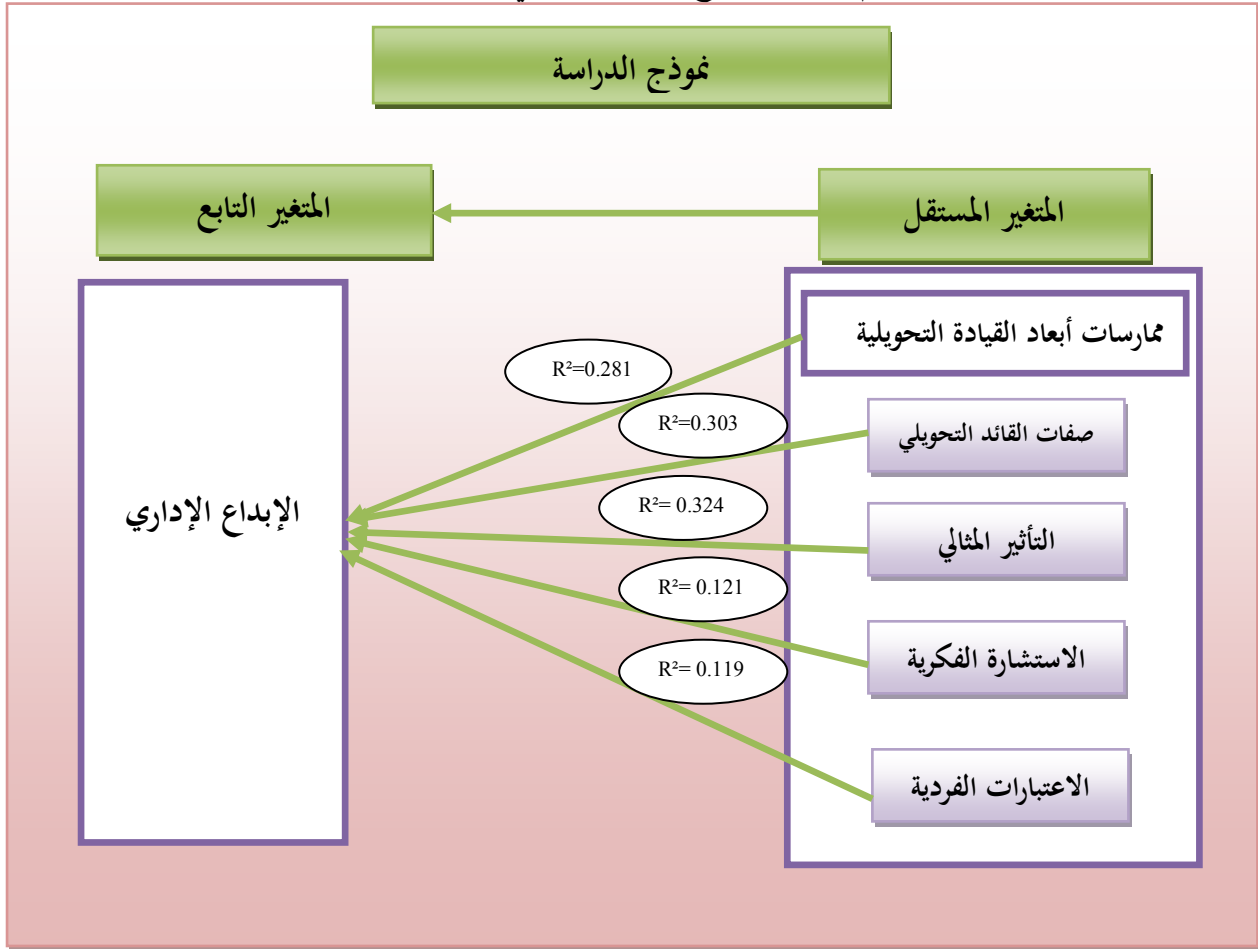 نموذج الدراسة
المتغير المستقل
المتغير التابع
ممارسات أبعاد القيادة التحويلية
R²=0.281
صفات القائد التحويلي
R²=0.303
التأثير المثالي
R²= 0.324
الإبداع الإداري
الاستشارة الفكرية
R²= 0.121
الاعتبارات الفردية
R²= 0.119